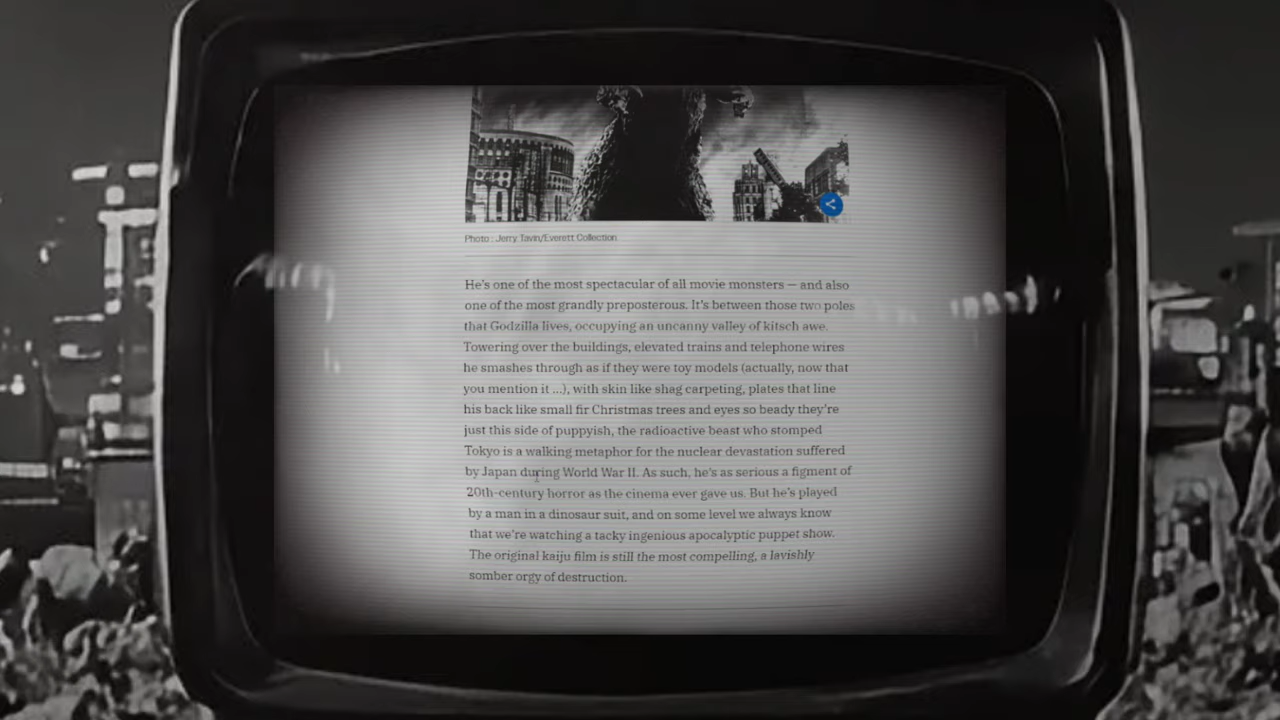 Photo : Jerry Tavin/Everett Collection
He's one of the most spectacular of all movie monsters — and also
one of the most grandly preposterous. It's between those two poles
that Godzilla lives, occupying an uncanny valley of kitsch awe.
Towering over the buildings, elevated trains and telephone wires
he smashes through as if they were toy models (actually, now that
you mention it ...), with skin like shag carpeting, plates that line
his back like small fir Christmas trees and eyes so beady they're
just this side of puppyish, the radioactive beast who stomped
Tokyo is a walking metaphor for the nuclear devastation suffered
by Japan during World War II. As such, he's as serious a figment of
20th-century horror as the cinema ever gave us. But he's played
by a man in a dinosaur suit, and on some level we always know
that we're watching a tacky ingenious apocalyptic puppet show.
The original kaiju film is still the most compelling, a lavishly
somber orgy of destruction.